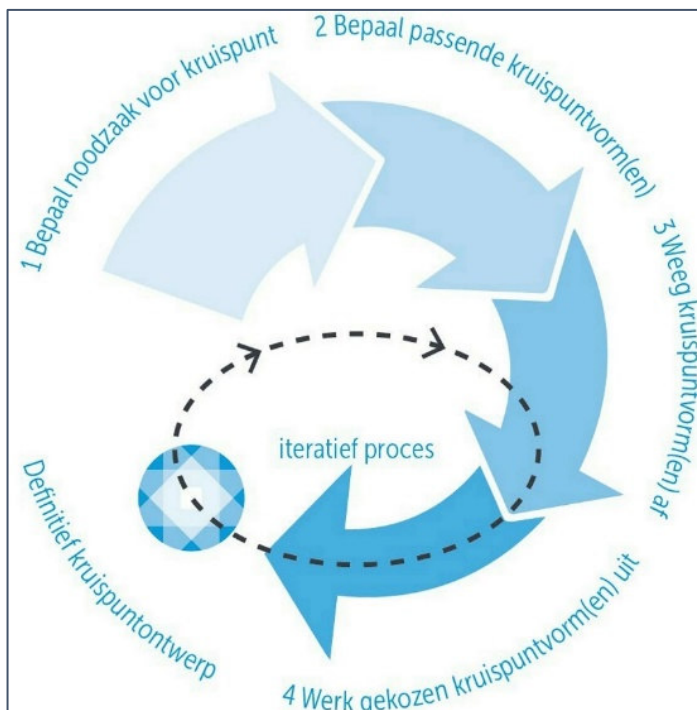 1 Bepaal noodzaak voor kruispunt
2 Bepaal passende kruispuntvorm(en)
3 Weeg kruispuntvorm(en) af
4 Werk gekozen kruispuntvorm(en) uit
Definitief kruispuntontwerp
iteratief proces